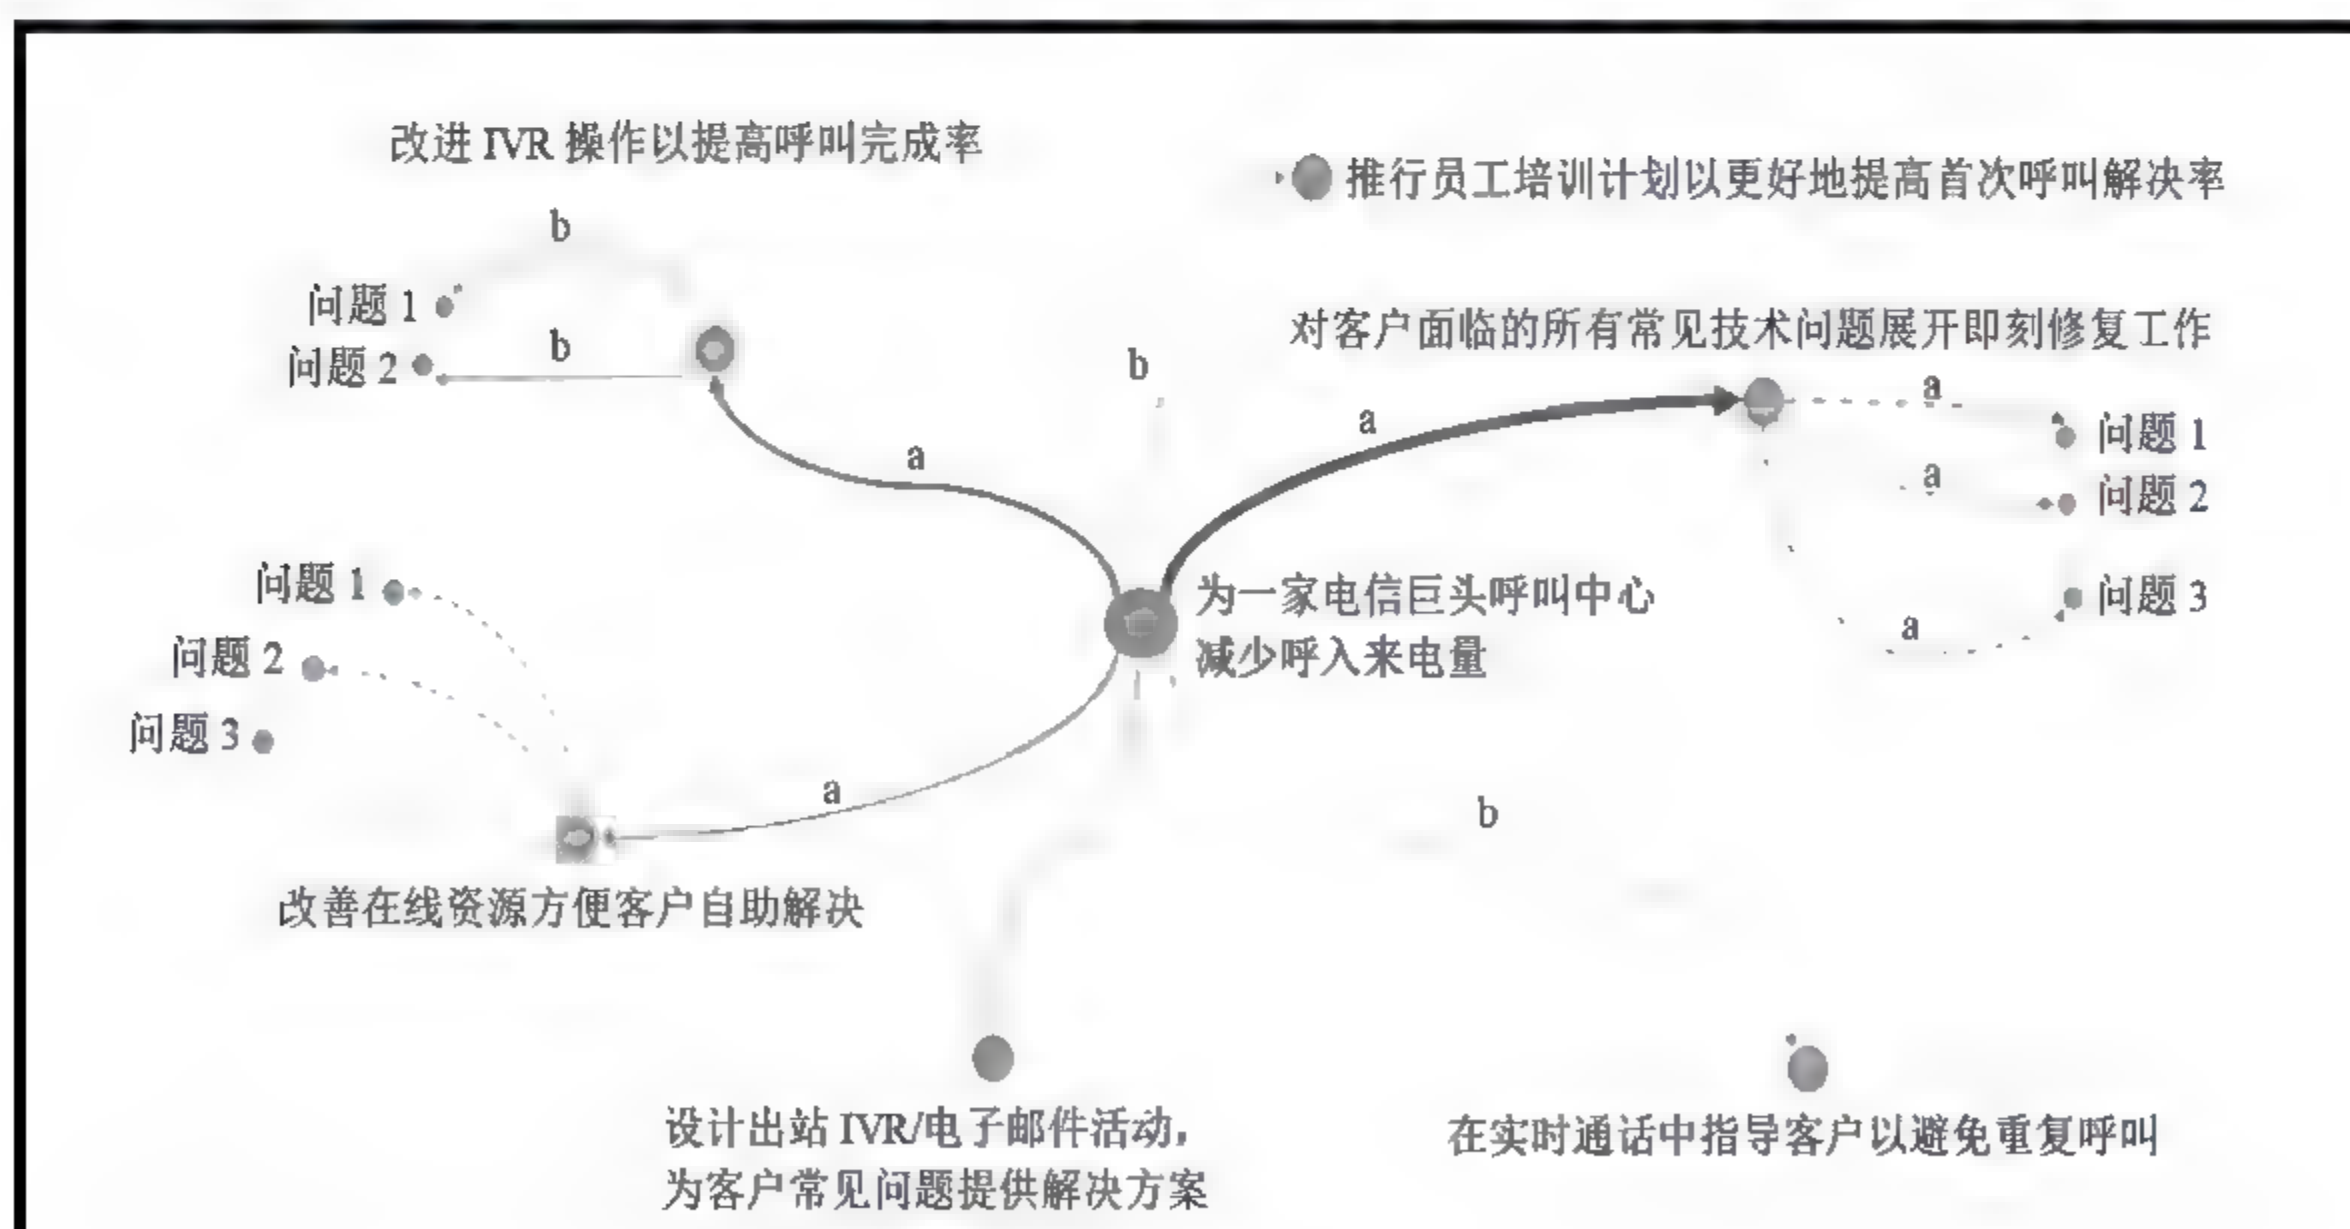 改进 IVR 操作以提高呼叫完成率
推行员工培训计划以更好地提高首次呼叫解决率
b
问题 1
b
问题 2
对客户面临的所有常见技术问题展开即刻修复工作
b
a
a
a
问题 1
a
问题 2
问题 1
问题 2
问题 3
为一家电信巨头呼叫中心
减少呼入来电量
问题 3
a
a
b
改善在线资源方便客户自助解决
设计出站 IVR/电子邮件活动，
为客户常见问题提供解决方案
在实时通话中指导客户以避免重复呼叫